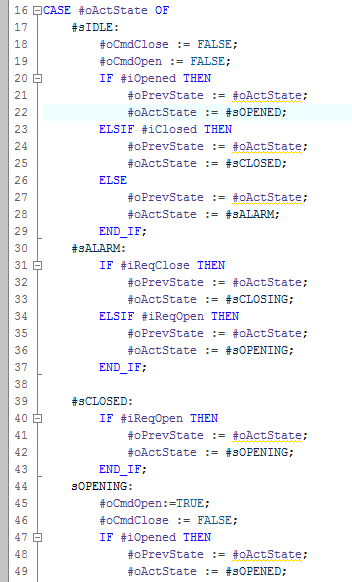 16 CASE #oActState OF
17 #sIDLE:
18 #oCmdClose := FALSE;
19 #oCmdOpen := FALSE;
20 IF #iOpened THEN
21 #oPrevState := #oActState;
22 #oActState := #sOPENED;
23 ELSIF #iClosed THEN
24 #oPrevState := #oActState;
25 #oActState := #sCLOSED;
26 ELSE
27 #oPrevState := #oActState;
28 #oActState := #sALARM;
29 END_IF;
30 #sALARM:
31 IF #iReqClose THEN
32 #oPrevState := #oActState;
33 #oActState := #sCLOSING;
34 ELSIF #iReqOpen THEN
35 #oPrevState := #oActState;
36 #oActState := #sOPENING;
37 END_IF;
38
39 #sCLOSED:
40 IF #iReqOpen THEN
41 #oPrevState := #oActState;
42 #oActState := #sOPENING;
43 END_IF;
44 sOPENING:
45 #oCmdOpen:=TRUE;
46 #oCmdClose := FALSE;
47 IF #iOpened THEN
48 #oPrevState := #oActState;
49 #oActState := #sOPENED;